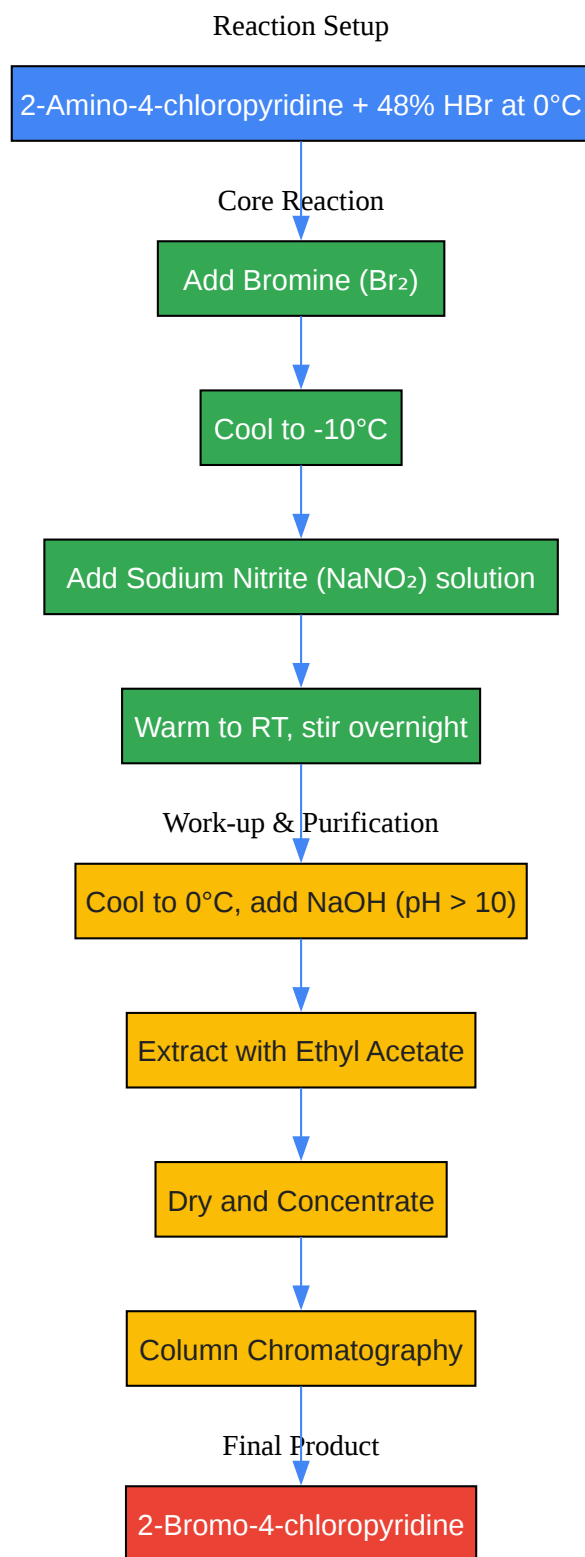 Reaction Setup
2-Amino-4-chloropyridine + 48% HBr at 0°C
Core Reaction
Add Bromine (Br₂)
Cool to -10°C
Add Sodium Nitrite (NaNO₂) solution
Warm to RT, stir overnight
Work-up & Purification
Cool to 0°C, add NaOH (pH > 10)
Extract with Ethyl Acetate
Dry and Concentrate
Column Chromatography
Final Product
2-Bromo-4-chloropyridine